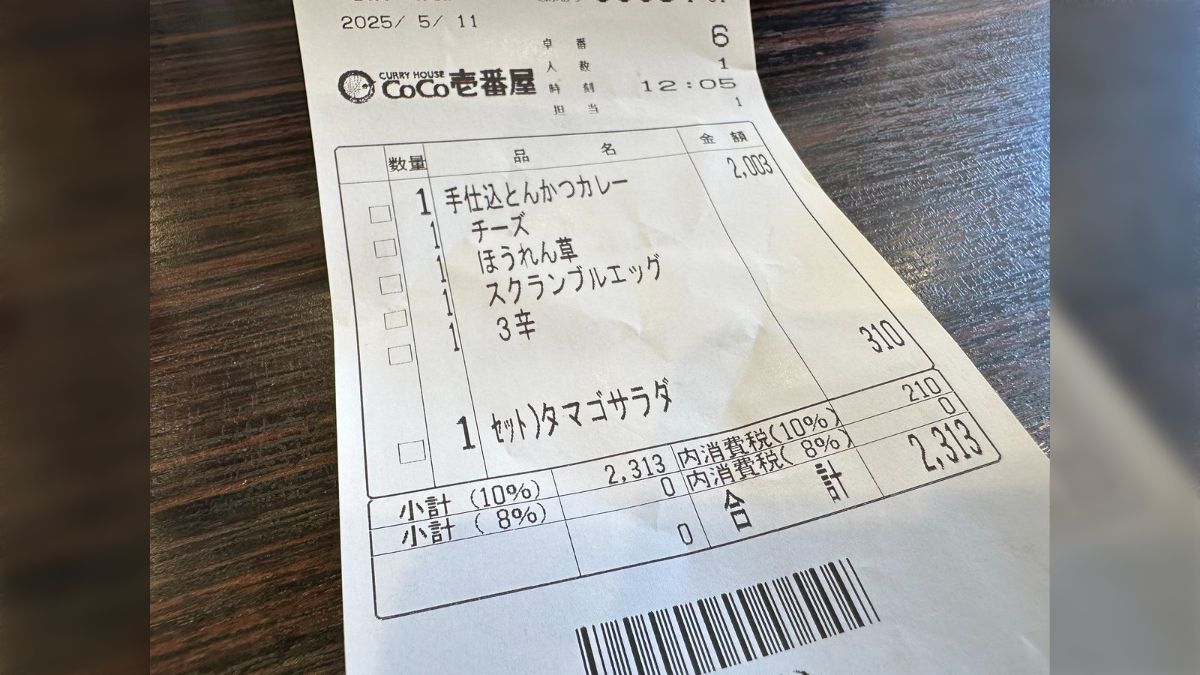 2025/ 5/ 11
卓 番 6
人 数 1
CURRY HOUSE
CoCo壱番屋
時 刻 12:05
担 当 1
数量 品 名 金 額
1 手仕込とんかつカレー 2,003
1 チーズ
1 ほうれん草
1 スクランブルエッグ
1 3辛
1 ｾｯﾄ)タマゴサラダ 310
小計 (10%) 2,313 内消費税(10%) 210
小計 ( 8%) 0 内消費税( 8%) 0
0 合 計 2,313